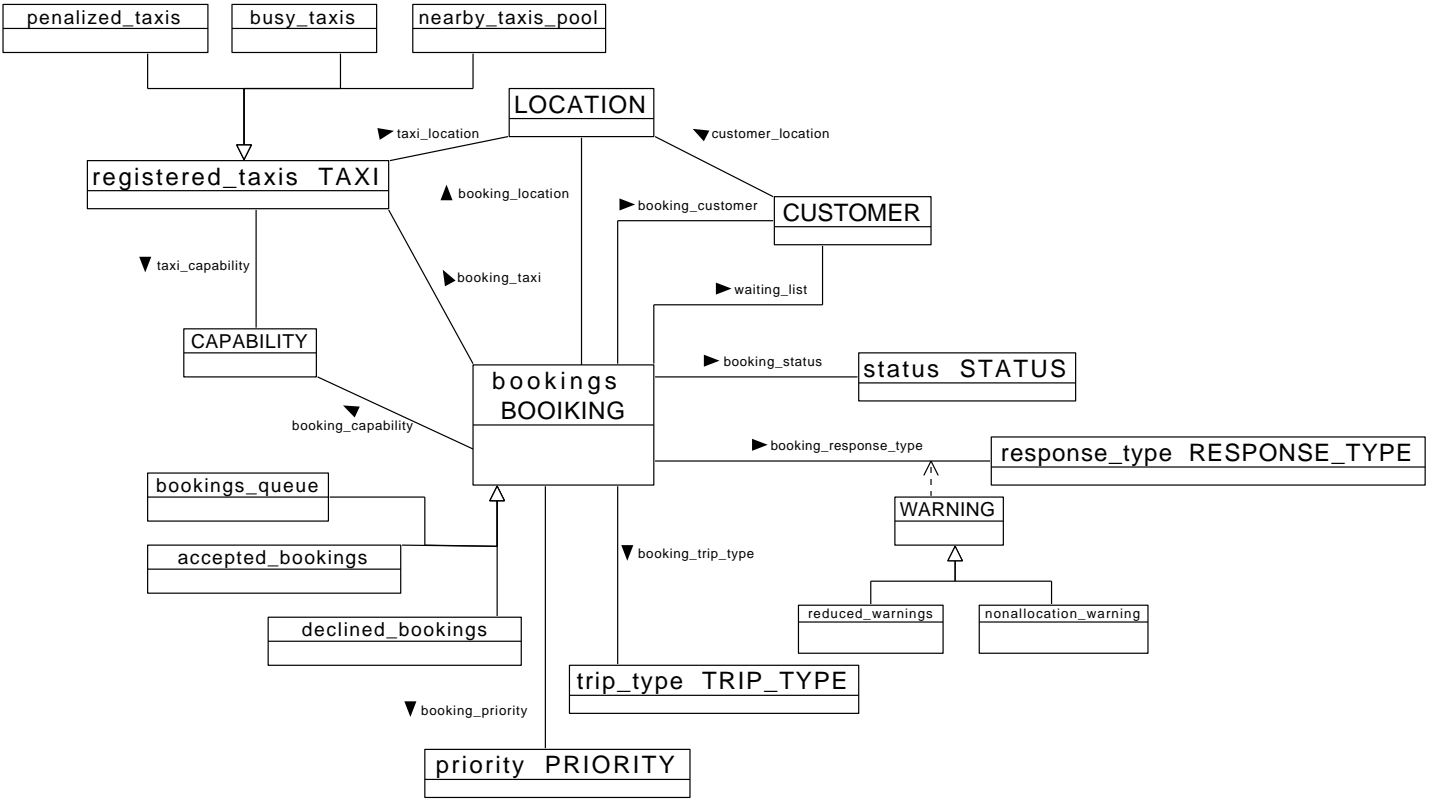 penalized_taxis
busy_taxis
nearby_taxis_pool
LOCATION
taxi_location
customer_location
registered_taxis TAXI
booking_location
booking_customer
CUSTOMER
taxi_capability
booking_taxi
waiting_list
CAPABILITY
booking_status
status STATUS
bookings
BOOIKING
booking_capability
booking_response_type
response_type RESPONSE_TYPE
bookings_queue
WARNING
accepted_bookings
booking_trip_type
reduced_warnings
nonallocation_warning
declined_bookings
trip_type TRIP_TYPE
booking_priority
priority PRIORITY